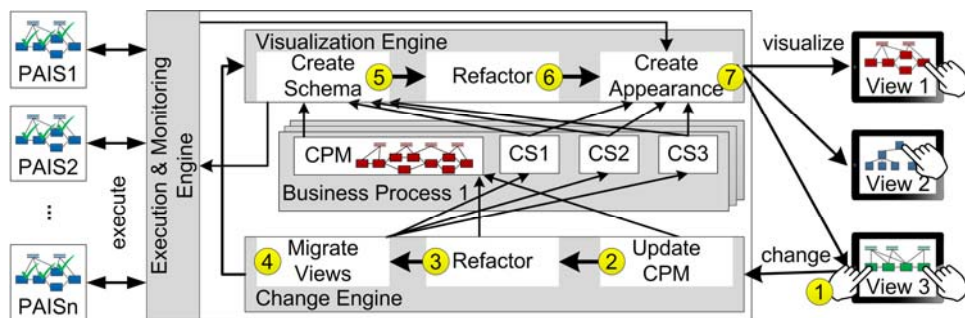 PAIS1
PAIS2
...
PAISn
execute
Execution & Monitoring
Engine
Visualization Engine
Create
Schema
5
Refactor
6
Create
Appearance
7
CPM
CS1
CS2
CS3
Business Process 1
4
Migrate
Views
3
Refactor
2
Update
CPM
Change Engine
visualize
View 1
View 2
change
1
View 3